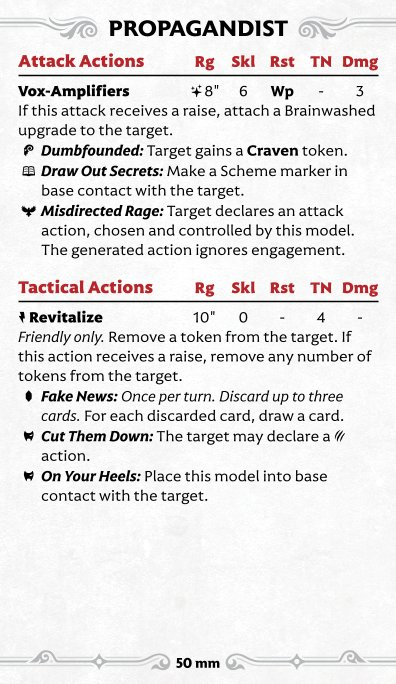 PROPAGANDIST
Attack Actions Rg Skl Rst TN Dmg
Vox-Amplifiers 8" 6 Wp - 3
If this attack receives a raise, attach a Brainwashed
upgrade to the target.
Dumbfounded: Target gains a Craven token.
Draw Out Secrets: Make a Scheme marker in
base contact with the target.
Misdirected Rage: Target declares an attack
action, chosen and controlled by this model.
The generated action ignores engagement.
Tactical Actions Rg Skl Rst TN Dmg
Revitalize 10" 0 - 4 -
Friendly only. Remove a token from the target. If
this action receives a raise, remove any number of
tokens from the target.
Fake News: Once per turn. Discard up to three
cards. For each discarded card, draw a card.
Cut Them Down: The target may declare a
action.
On Your Heels: Place this model into base
contact with the target.
50 mm